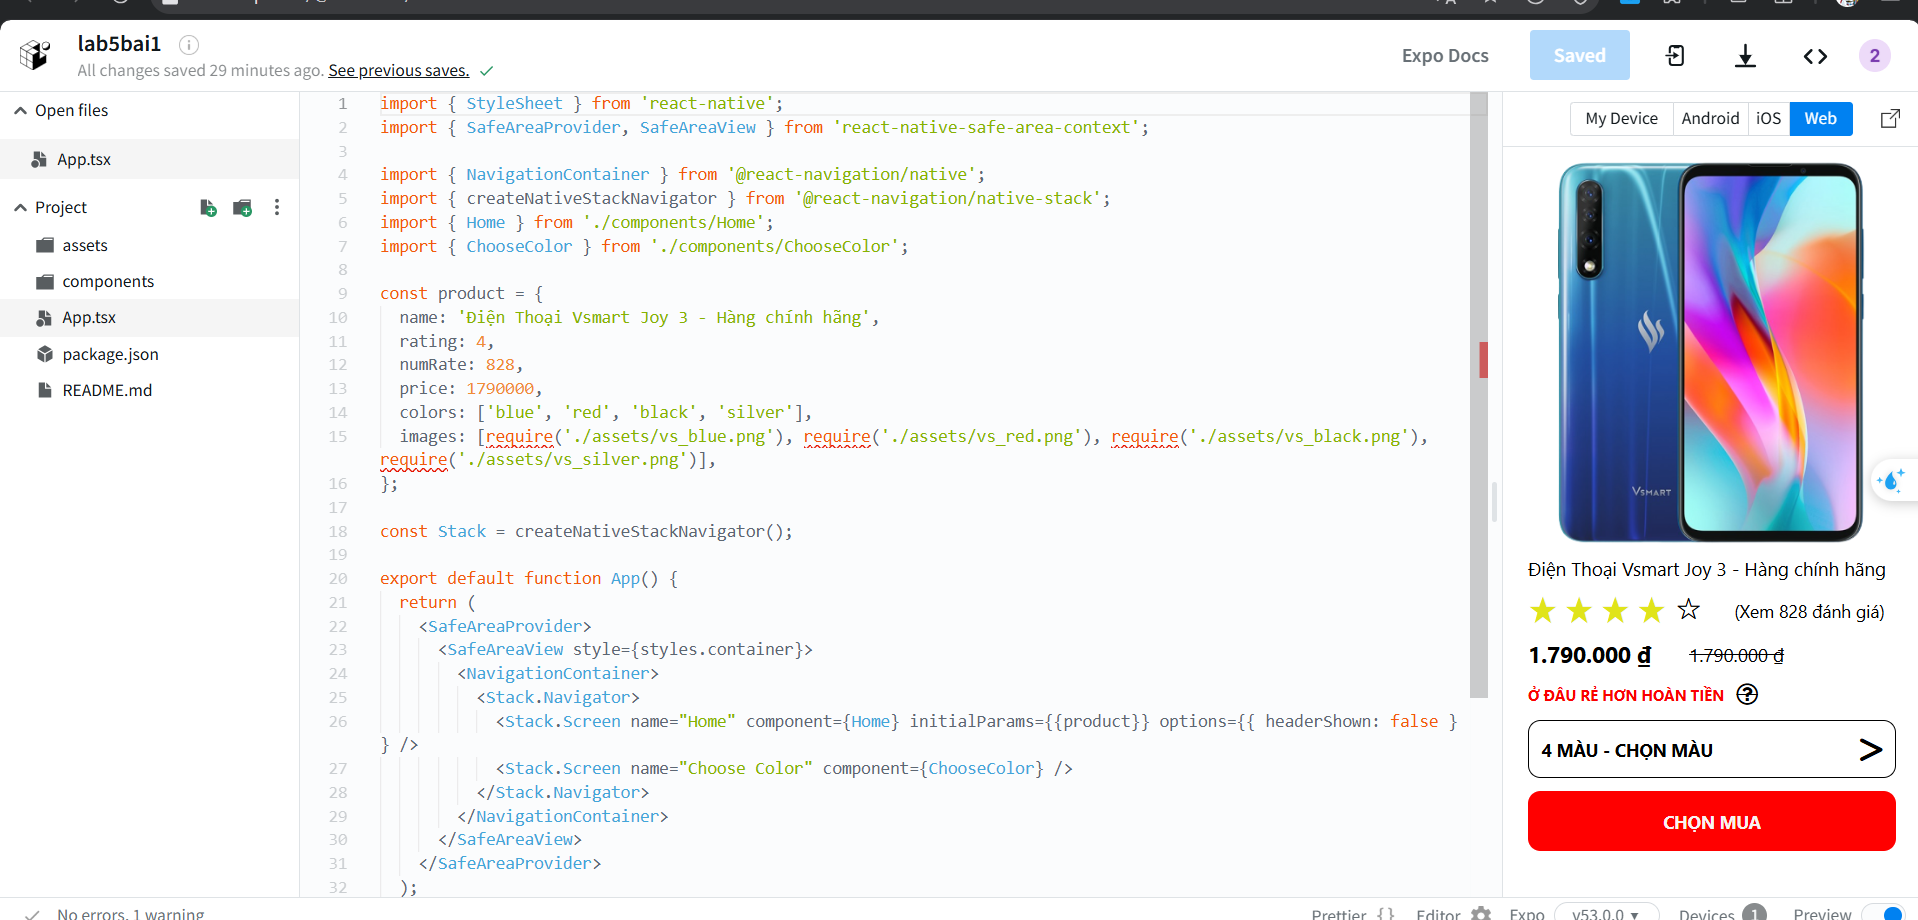 lab5bai1
All changes saved 29 minutes ago. See previous saves.
Expo Docs
Saved
2
Open files
App.tsx
Project
assets
components
App.tsx
package.json
README.md
1 import { StyleSheet } from 'react-native';
2 import { SafeAreaProvider, SafeAreaView } from 'react-native-safe-area-context';
3
4 import { NavigationContainer } from '@react-navigation/native';
5 import { createNativeStackNavigator } from '@react-navigation/native-stack';
6 import { Home } from './components/Home';
7 import { ChooseColor } from './components/ChooseColor';
8
9 const product = {
10 name: 'Điện Thoại Vsmart Joy 3 - Hàng chính hãng',
11 rating: 4,
12 numRate: 828,
13 price: 1790000,
14 colors: ['blue', 'red', 'black', 'silver'],
15 images: [require('./assets/vs_blue.png'), require('./assets/vs_red.png'), require('./assets/vs_black.png'),
require('./assets/vs_silver.png')],
16 };
17
18 const Stack = createNativeStackNavigator();
19
20 export default function App() {
21 return (
22 <SafeAreaProvider>
23 <SafeAreaView style={styles.container}>
24 <NavigationContainer>
25 <Stack.Navigator>
26 <Stack.Screen name="Home" component={Home} initialParams={{product}} options={{ headerShown: false }
} />
27 <Stack.Screen name="Choose Color" component={ChooseColor} />
28 </Stack.Navigator>
29 </NavigationContainer>
30 </SafeAreaView>
31 </SafeAreaProvider>
32 );
My Device Android iOS Web
VSMART
Điện Thoại Vsmart Joy 3 - Hàng chính hãng
(Xem 828 đánh giá)
1.790.000 ₫ 1.790.000 ₫
Ở ĐÂU RẺ HƠN HOÀN TIỀN ?
4 MÀU - CHỌN MÀU >
CHỌN MUA
No errors, 1 warning
Prettier {} Editor Expo v53.0.0 ▾ Devices 1 Preview